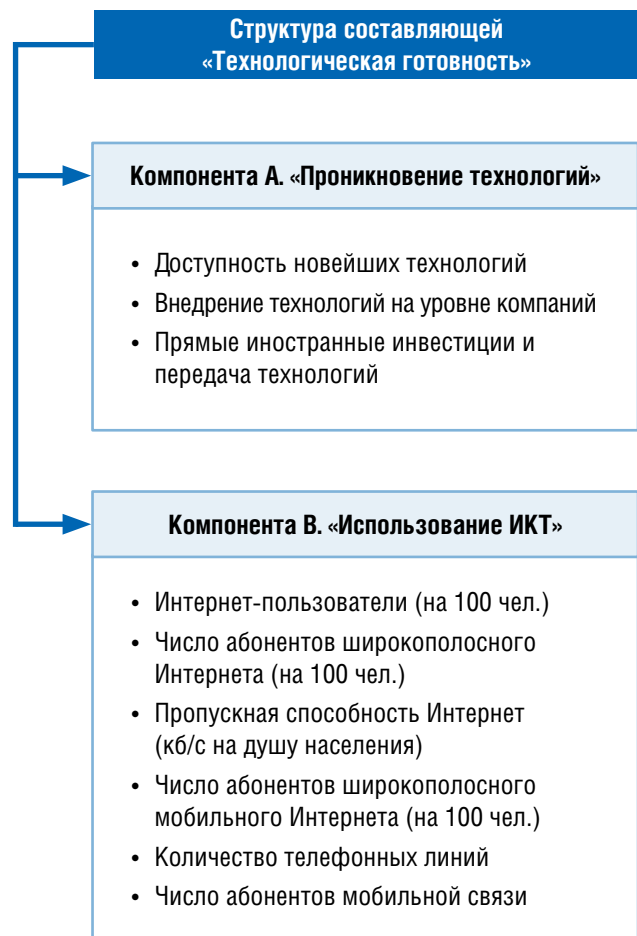 Структура составляющей
«Технологическая готовность»
Компонента А. «Проникновение технологий»
• Доступность новейших технологий
• Внедрение технологий на уровне компаний
• Прямые иностранные инвестиции и
передача технологий
Компонента В. «Использование ИКТ»
• Интернет-пользователи (на 100 чел.)
• Число абонентов широкополосного
Интернета (на 100 чел.)
• Пропускная способность Интернет
(кб/с на душу населения)
• Число абонентов широкополосного
мобильного Интернета (на 100 чел.)
• Количество телефонных линий
• Число абонентов мобильной связи